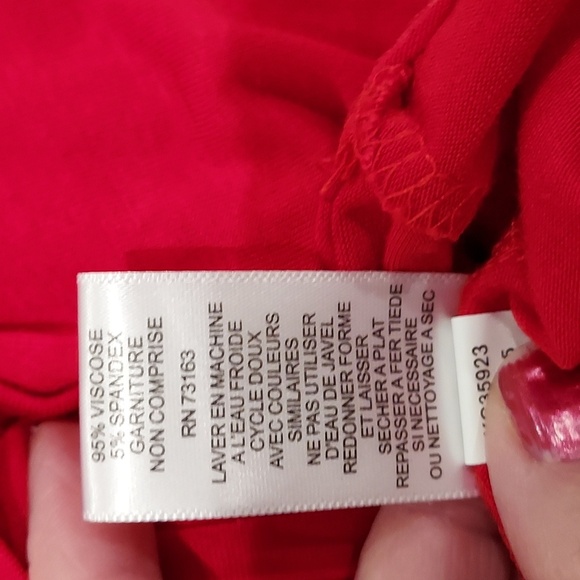 95% VISCOSE
5% SPANDEX
GARNITURE
NON COMPRISE
RN 73163
LAVER EN MACHINE
A L'EAU FROIDE
CYCLE DOUX
AVEC COULEURS
SIMILAIRES
NE PAS UTILISER
D'EAU DE JAVEL
REDONNER FORME
ET LAISSER
SECHER A PLAT
REPASSER A FER TIEDE
SI NECESSAIRE
OU NETTOYAGE A SEC